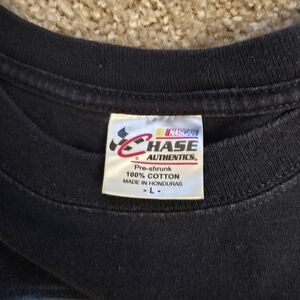 NASCAR
CHASE
AUTHENTICS®
Pre-shrunk
100% COTTON
MADE IN HONDURAS
- L -